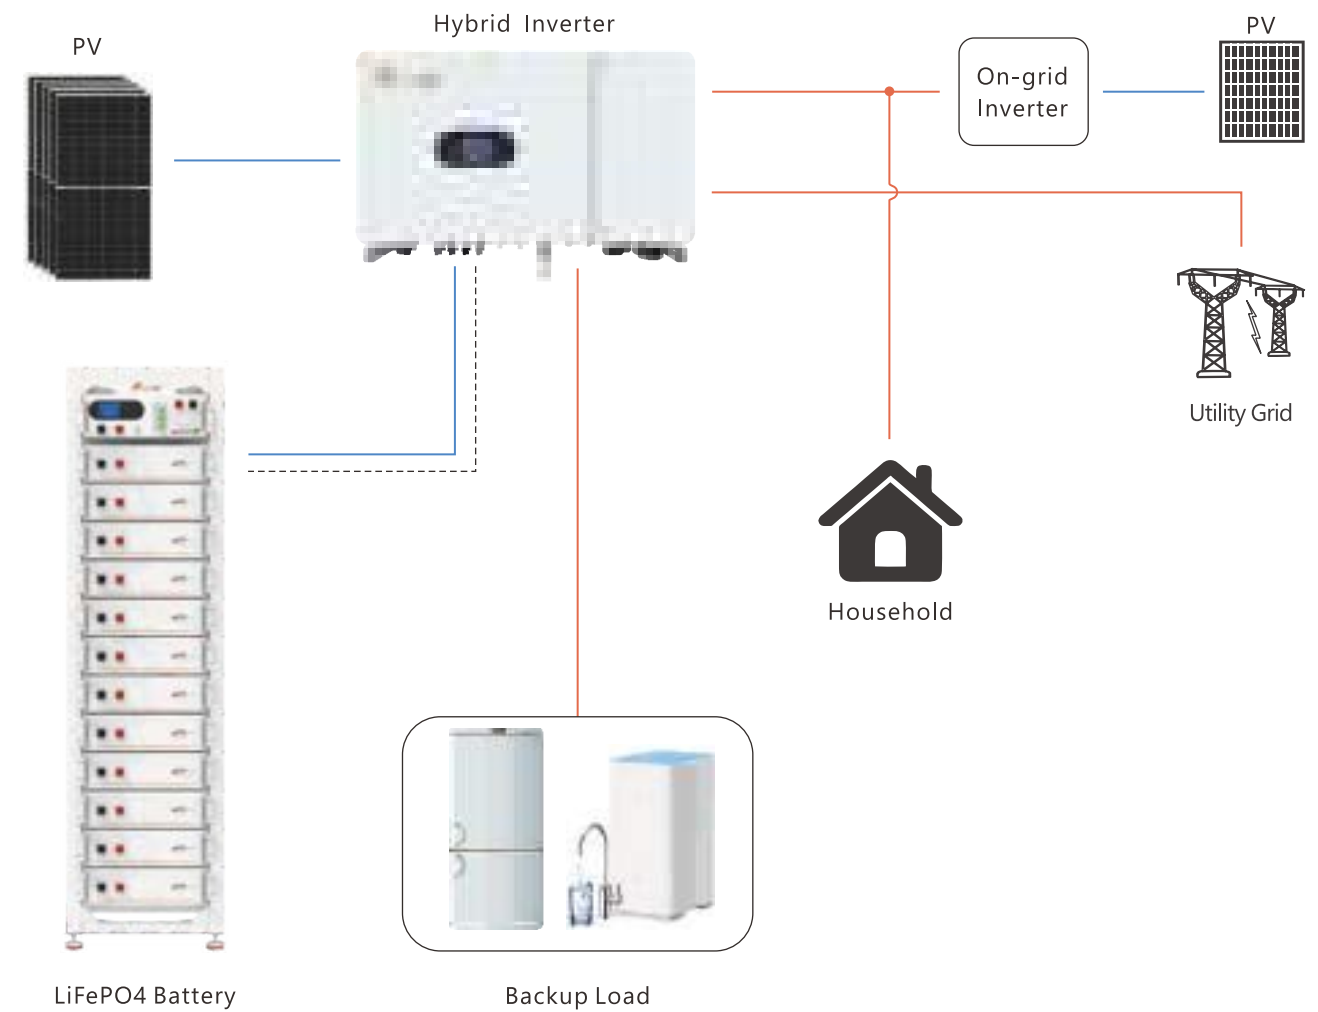 Hybrid Inverter
PV
PV
On-grid
Inverter
Utility Grid
Household
LiFePO4 Battery
Backup Load